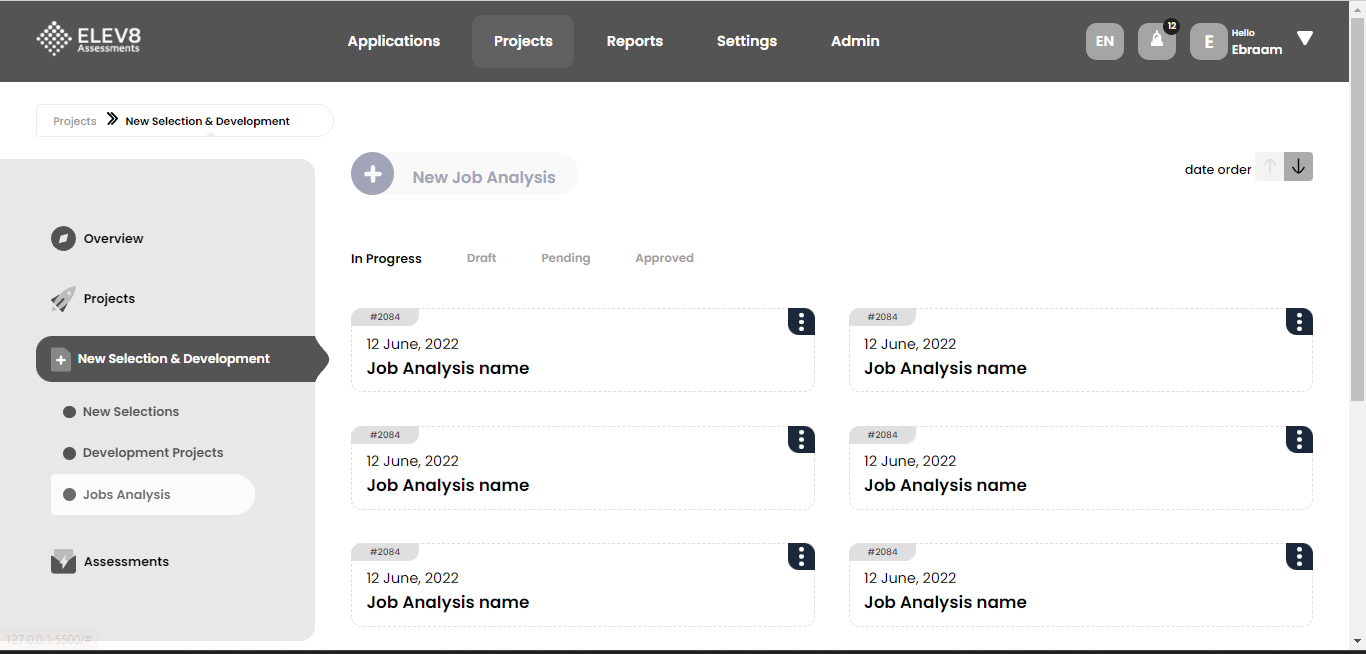 ELEV8
Assessments
Applications
Projects
Reports
Settings
Admin
EN
12
E
Hello
Ebraam
Projects
New Selection & Development
Overview
Projects
New Selection & Development
New Selections
Development Projects
Jobs Analysis
Assessments
New Job Analysis
date order
In Progress
Draft
Pending
Approved
#2084
12 June, 2022
Job Analysis name
#2084
12 June, 2022
Job Analysis name
#2084
12 June, 2022
Job Analysis name
#2084
12 June, 2022
Job Analysis name
#2084
12 June, 2022
Job Analysis name
#2084
12 June, 2022
Job Analysis name
127.0.0.1:5500/#